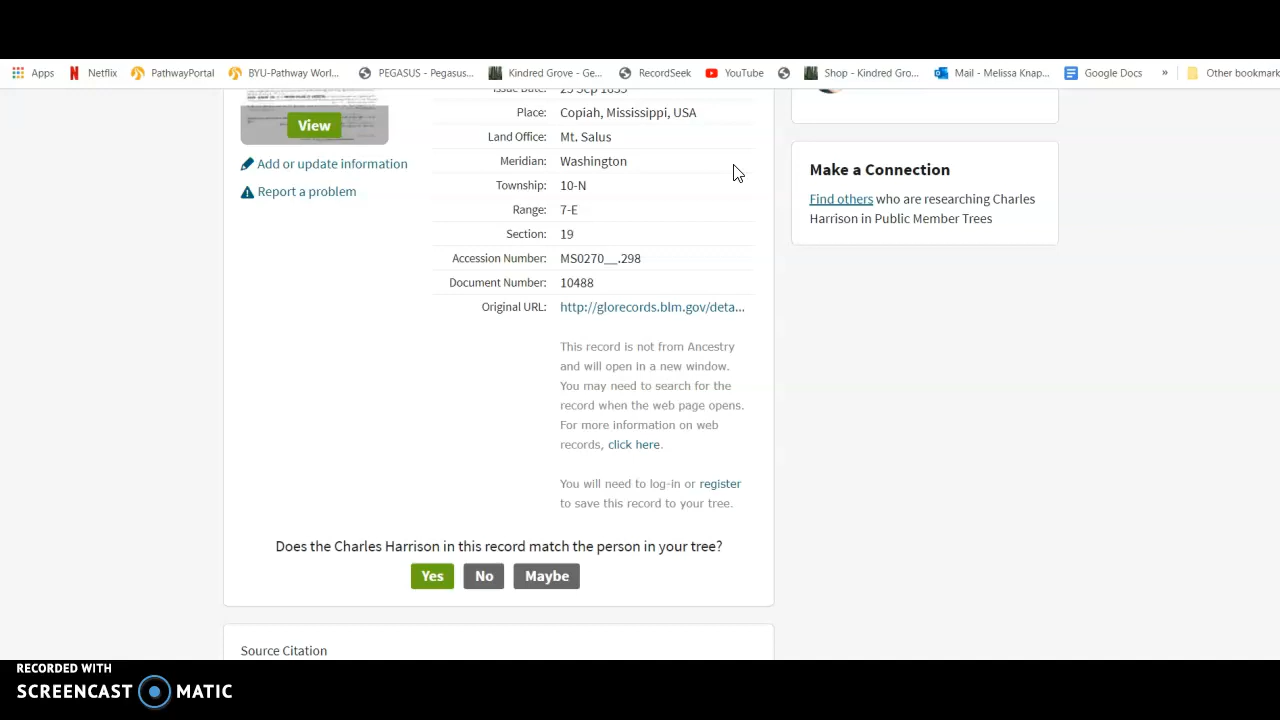 Apps Netflix PathwayPortal BYU-Pathway Worl... PEGASUS - Pegasus... Kindred Grove - Ge... RecordSeek YouTube Shop - Kindred Gro... Mail - Melissa Knap... Google Docs » Other bookmark
Place: Copiah, Mississippi, USA
View
Land Office: Mt. Salus
Add or update information
Meridian: Washington
Report a problem
Township: 10-N
Range: 7-E
Section: 19
Accession Number: MS0270__.298
Document Number: 10488
Original URL: http://glorecords.blm.gov/deta...
This record is not from Ancestry
and will open in a new window.
You may need to search for the
record when the web page opens.
For more information on web
records, click here.
You will need to log-in or register
to save this record to your tree.
Does the Charles Harrison in this record match the person in your tree?
Yes No Maybe
Source Citation
Make a Connection
Find others who are researching Charles
Harrison in Public Member Trees
RECORDED WITH
SCREENCAST MATIC